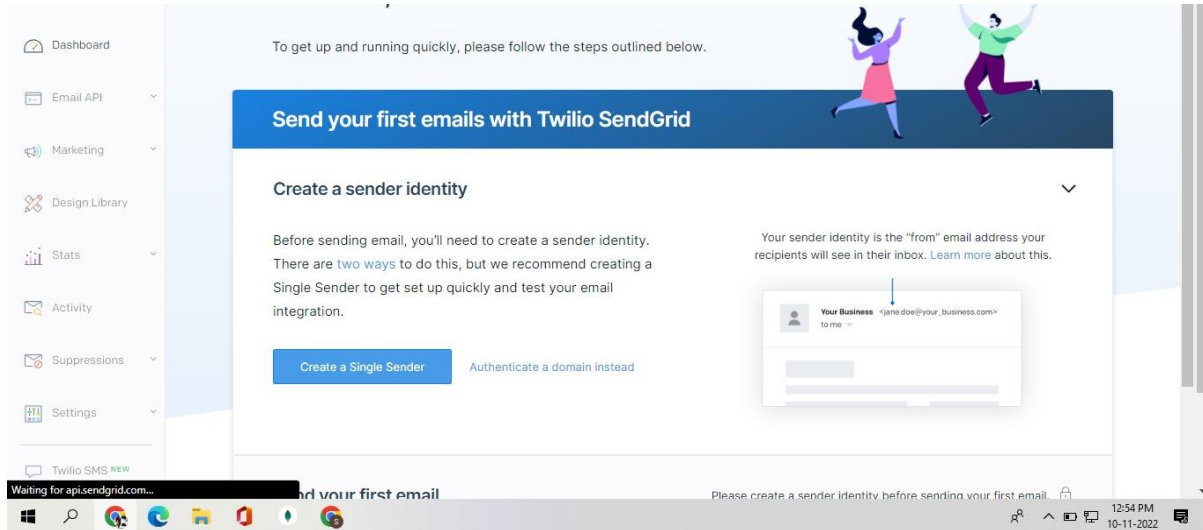 Dashboard
To get up and running quickly, please follow the steps outlined below.
Email API
Send your first emails with Twilio SendGrid
Marketing
Create a sender identity
Design Library
Before sending email, you'll need to create a sender identity.
There are two ways to do this, but we recommend creating a
Single Sender to get set up quickly and test your email
integration.
Your sender identity is the "from" email address your
recipients will see in their inbox. Learn more about this.
Stats
Activity
Your Business <jane.doe@your_business.com>
to me
Suppressions
Create a Single Sender
Authenticate a domain instead
Settings
Twilio SMS NEW
Waiting for api.sendgrid.com...
your first email
Please create a sender identity before sending your first email.
12:54 PM
10-11-2022